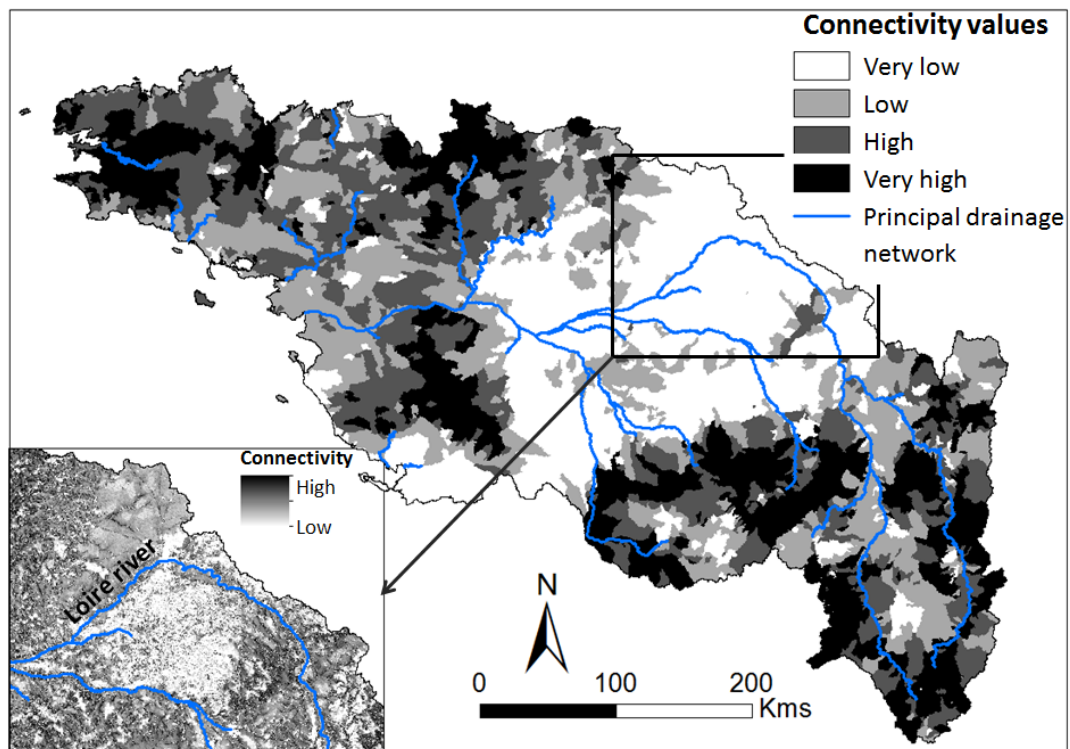 Connectivity values
Very low
Low
High
Very high
Principal drainage
network
Connectivity
High
Low
Loire river
N
0 100 200
Kms